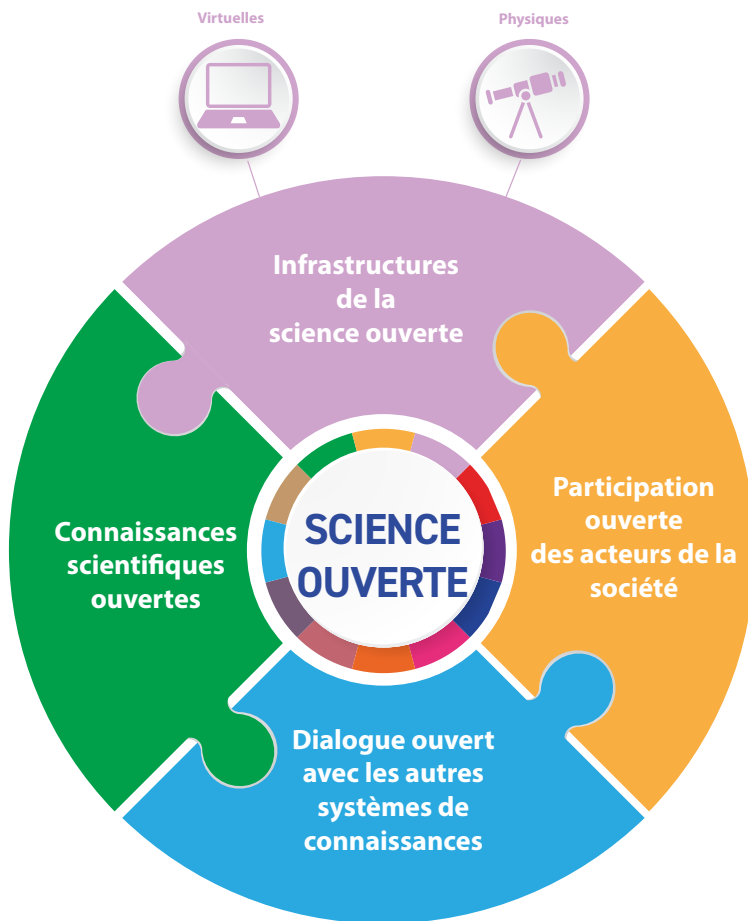 Virtuelles
Physiques
Infrastructures
de la
science ouverte
Connaissances
scientifiques
ouvertes
SCIENCE
OUVERTE
Participation
ouverte
des acteurs de la
société
Dialogue ouvert
avec les autres
systèmes de
connaissances